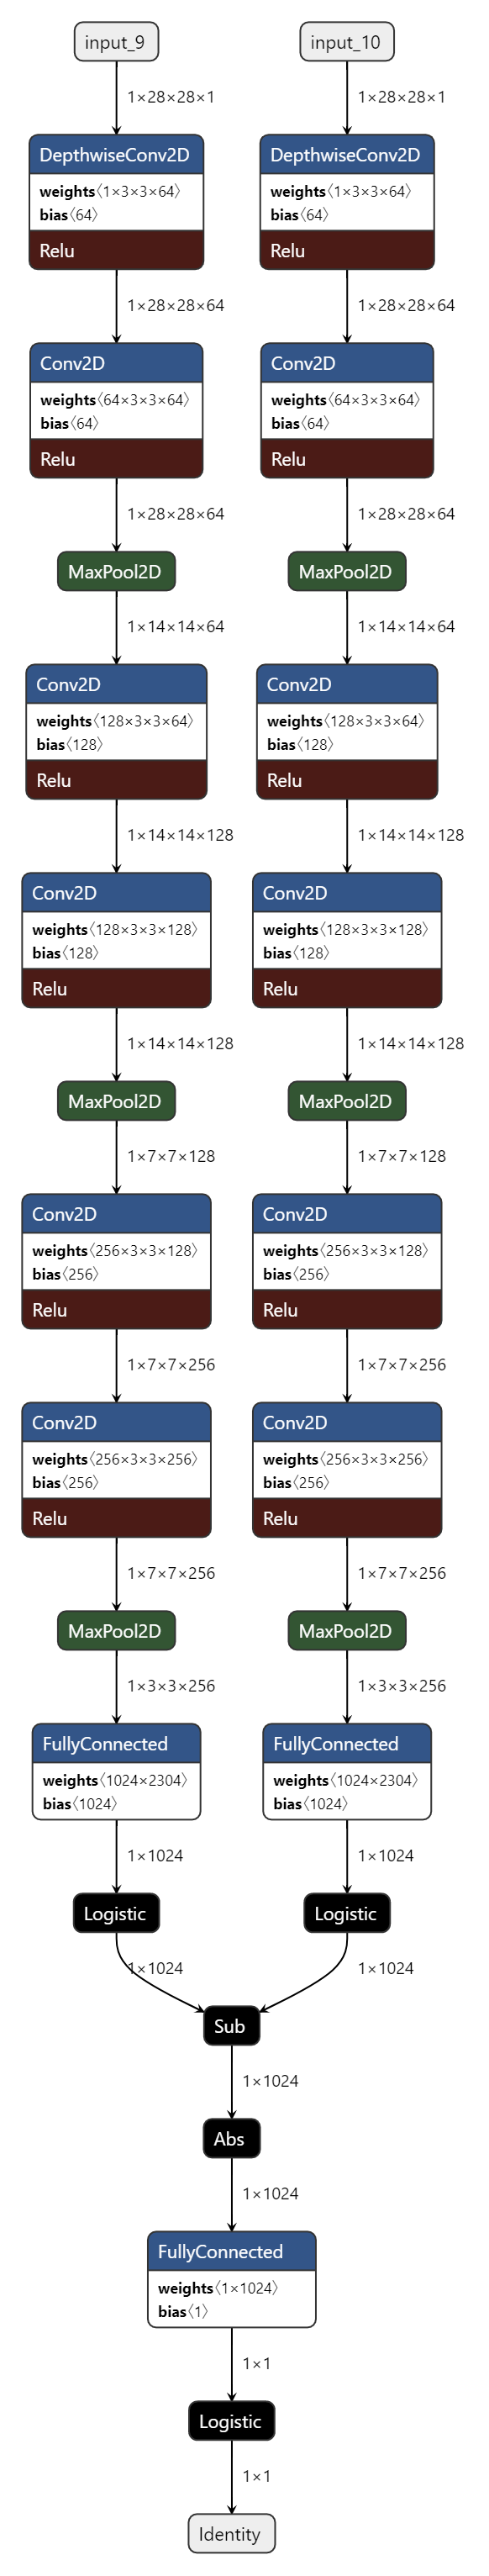 input_9
1×28×28×1
DepthwiseConv2D
weights〈1×3×3×64〉
bias〈64〉
Relu
1×28×28×64
Conv2D
weights〈64×3×3×64〉
bias〈64〉
Relu
1×28×28×64
MaxPool2D
1×14×14×64
Conv2D
weights〈128×3×3×64〉
bias〈128〉
Relu
1×14×14×128
Conv2D
weights〈128×3×3×128〉
bias〈128〉
Relu
1×14×14×128
MaxPool2D
1×7×7×128
Conv2D
weights〈256×3×3×128〉
bias〈256〉
Relu
1×7×7×256
Conv2D
weights〈256×3×3×256〉
bias〈256〉
Relu
1×7×7×256
MaxPool2D
1×3×3×256
FullyConnected
weights〈1024×2304〉
bias〈1024〉
1×1024
Logistic
1×1024
input_10
1×28×28×1
DepthwiseConv2D
weights〈1×3×3×64〉
bias〈64〉
Relu
1×28×28×64
Conv2D
weights〈64×3×3×64〉
bias〈64〉
Relu
1×28×28×64
MaxPool2D
1×14×14×64
Conv2D
weights〈128×3×3×64〉
bias〈128〉
Relu
1×14×14×128
Conv2D
weights〈128×3×3×128〉
bias〈128〉
Relu
1×14×14×128
MaxPool2D
1×7×7×128
Conv2D
weights〈256×3×3×128〉
bias〈256〉
Relu
1×7×7×256
Conv2D
weights〈256×3×3×256〉
bias〈256〉
Relu
1×7×7×256
MaxPool2D
1×3×3×256
FullyConnected
weights〈1024×2304〉
bias〈1024〉
1×1024
Logistic
1×1024
Sub
1×1024
Abs
1×1024
FullyConnected
weights〈1×1024〉
bias〈1〉
1×1
Logistic
1×1
Identity